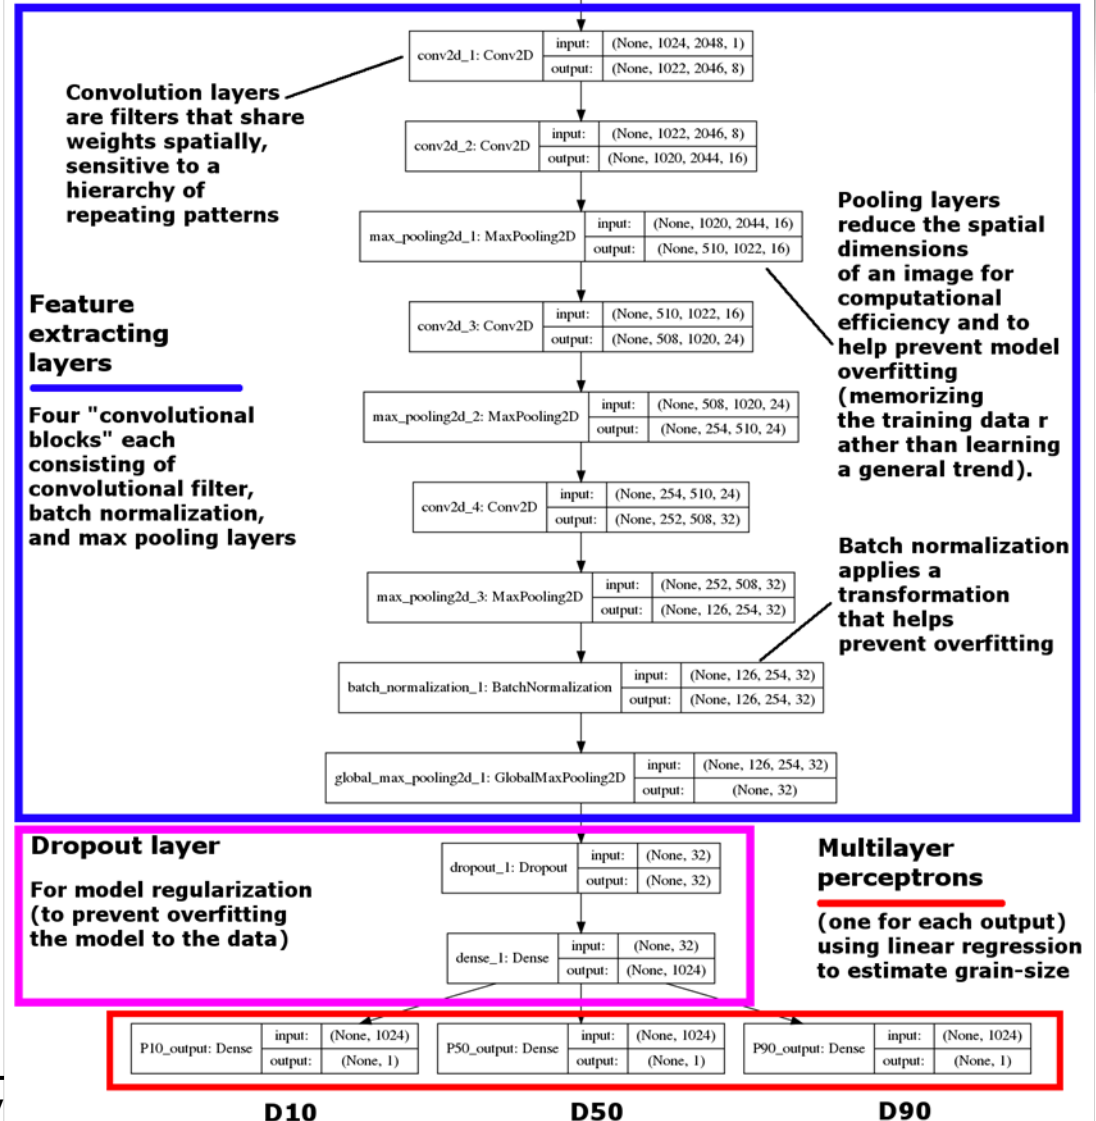 conv2d_1: Conv2D
input: (None, 1024, 2048, 1)
output: (None, 1022, 2046, 8)
Convolution layers
are filters that share
weights spatially,
sensitive to a
hierarchy of
repeating patterns
conv2d_2: Conv2D
input: (None, 1022, 2046, 8)
output: (None, 1020, 2044, 16)
max_pooling2d_1: MaxPooling2D
input: (None, 1020, 2044, 16)
output: (None, 510, 1022, 16)
Pooling layers
reduce the spatial
dimensions
of an image for
computational
efficiency and to
help prevent model
overfitting
(memorizing
the training data r
ather than learning
a general trend).
Feature
extracting
layers
Four "convolutional
blocks" each
consisting of
convolutional filter,
batch normalization,
and max pooling layers
conv2d_3: Conv2D
input: (None, 510, 1022, 16)
output: (None, 508, 1020, 24)
max_pooling2d_2: MaxPooling2D
input: (None, 508, 1020, 24)
output: (None, 254, 510, 24)
conv2d_4: Conv2D
input: (None, 254, 510, 24)
output: (None, 252, 508, 32)
Batch normalization
applies a
transformation
that helps
prevent overfitting
max_pooling2d_3: MaxPooling2D
input: (None, 252, 508, 32)
output: (None, 126, 254, 32)
batch_normalization_1: BatchNormalization
input: (None, 126, 254, 32)
output: (None, 126, 254, 32)
global_max_pooling2d_1: GlobalMaxPooling2D
input: (None, 126, 254, 32)
output: (None, 32)
Dropout layer
For model regularization
(to prevent overfitting
the model to the data)
dropout_1: Dropout
input: (None, 32)
output: (None, 32)
dense_1: Dense
input: (None, 32)
output: (None, 1024)
Multilayer
perceptrons
(one for each output)
using linear regression
to estimate grain-size
P10_output: Dense
input: (None, 1024)
output: (None, 1)
P50_output: Dense
input: (None, 1024)
output: (None, 1)
P90_output: Dense
input: (None, 1024)
output: (None, 1)
D10 D50 D90